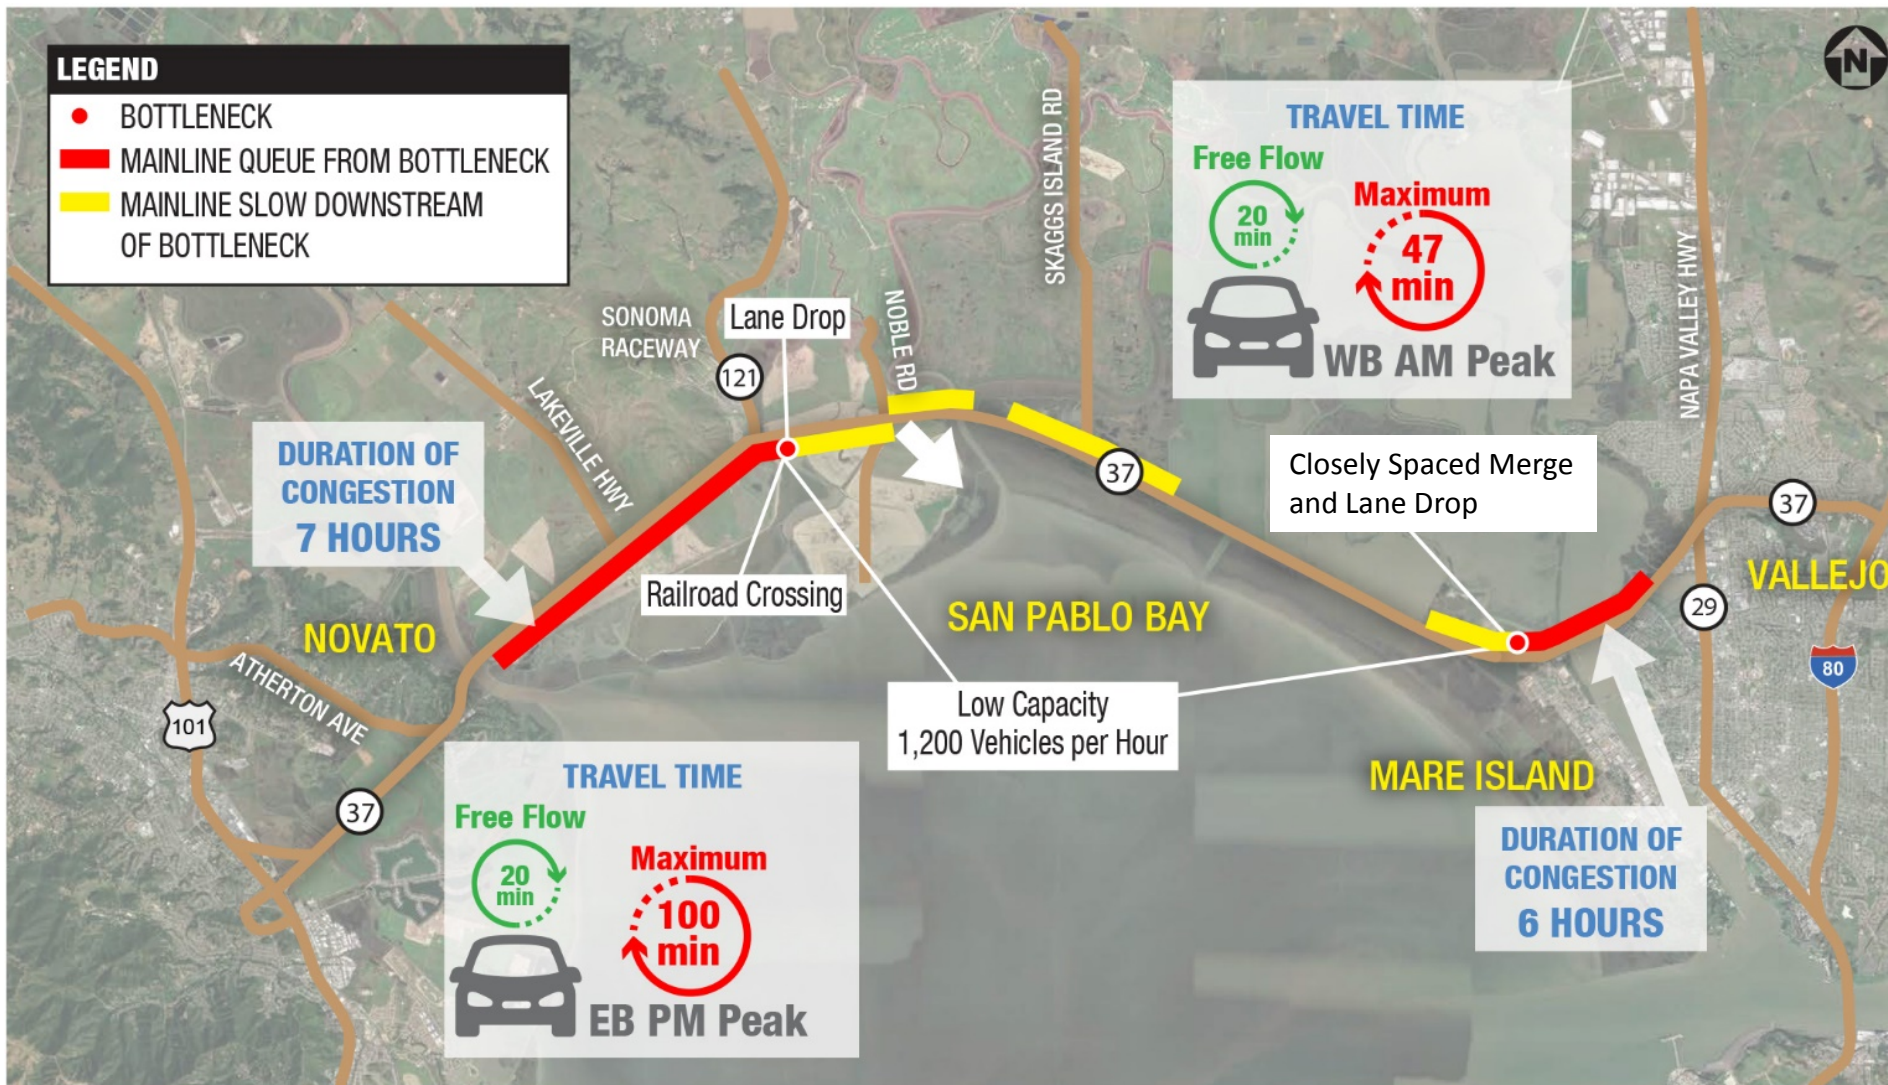 LEGEND
BOTTLENECK
MAINLINE QUEUE FROM BOTTLENECK
MAINLINE SLOW DOWNSTREAM
OF BOTTLENECK
N
TRAVEL TIME
Free Flow
20
min
Maximum
47
min
WB AM Peak
SKAGGS ISLAND RD
NAPA VALLEY HWY
SONOMA
RACEWAY
Lane Drop
NOBLE RD
121
LAKEVILLE HWY
DURATION OF
CONGESTION
7 HOURS
37
Closely Spaced Merge
and Lane Drop
37
VALLEJO
Railroad Crossing
NOVATO
SAN PABLO BAY
29
80
ATHERTON AVE
101
Low Capacity
1,200 Vehicles per Hour
MARE ISLAND
37
TRAVEL TIME
Free Flow
20
min
Maximum
100
min
EB PM Peak
DURATION OF
CONGESTION
6 HOURS